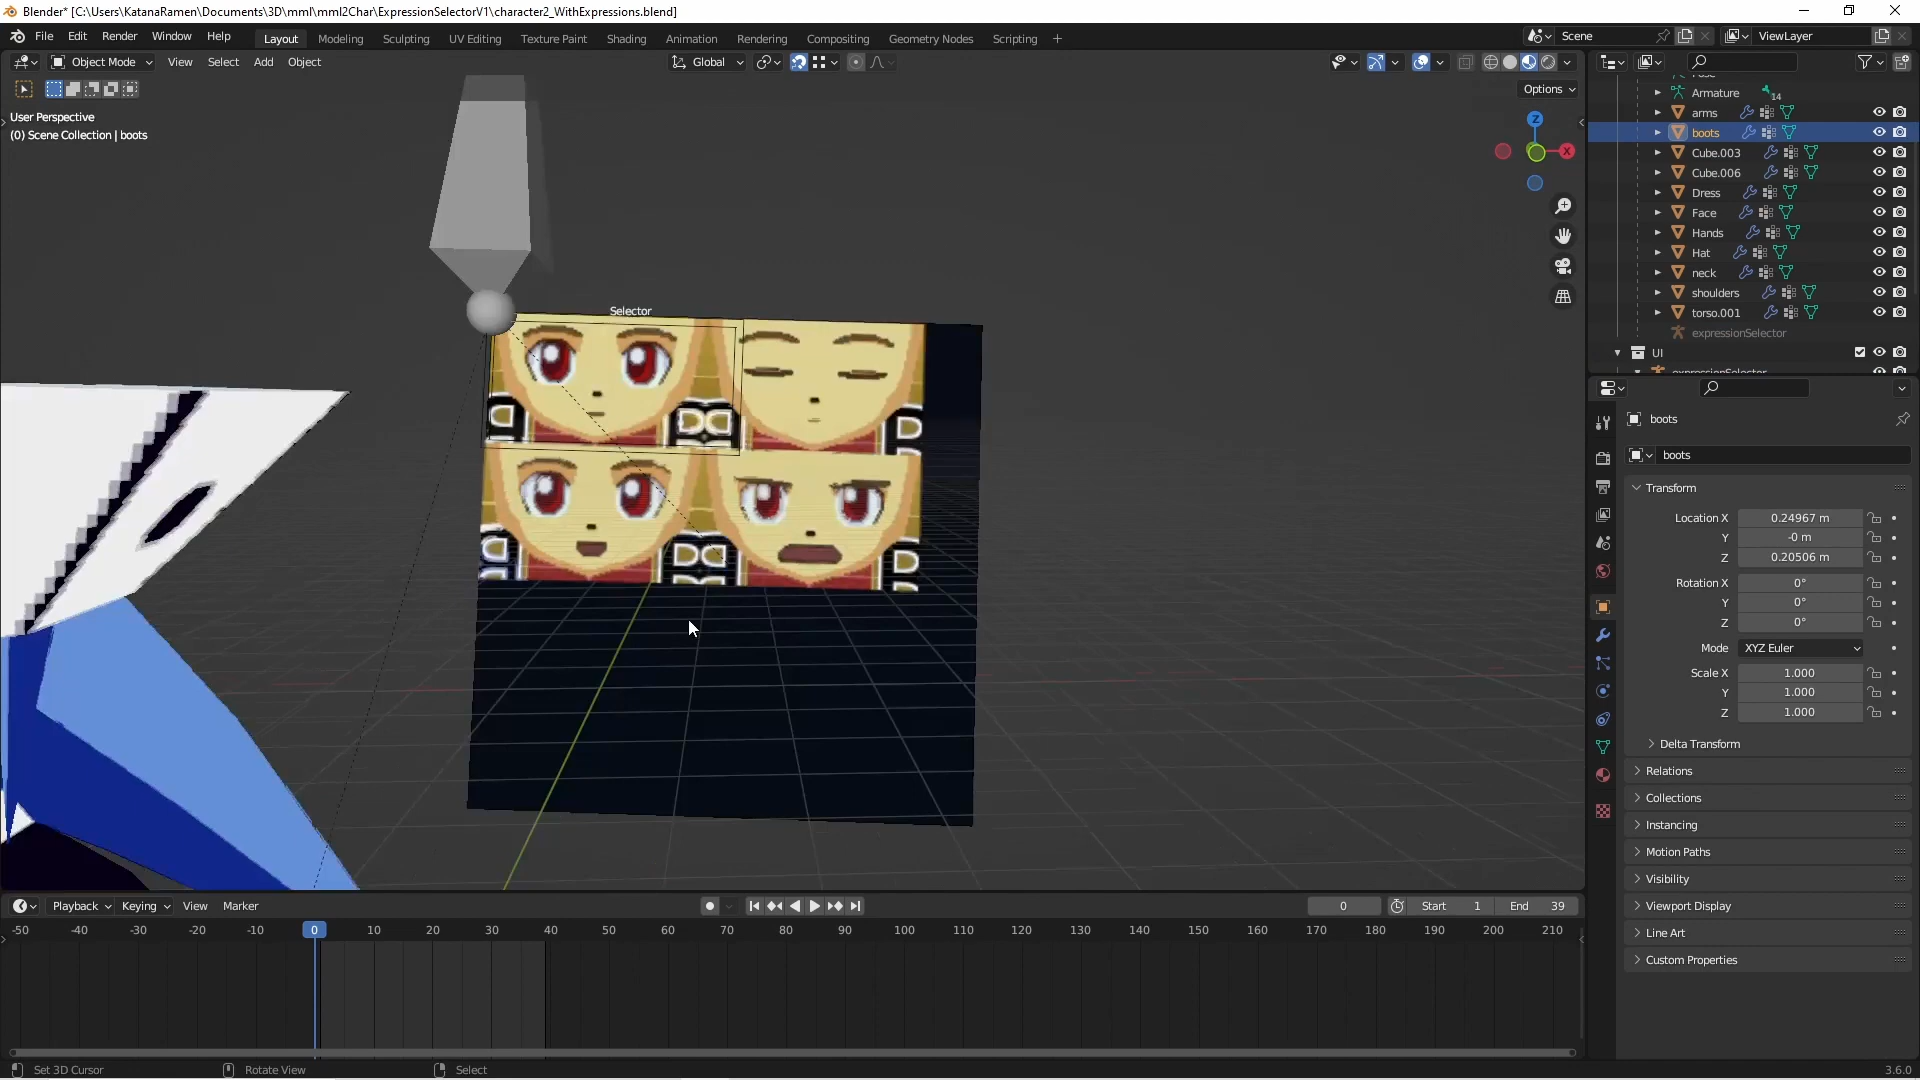 Blender* [C:\Users\KatanaRamen\Documents\3D\mml\mml2Char\ExpressionSelectorV1\character2_WithExpressions.blend]
File Edit Render Window Help Layout Modeling Sculpting UV Editing Texture Paint Shading Animation Rendering Compositing Geometry Nodes Scripting + Scene ViewLayer
Object Mode View Select Add Object Global
Options
User Perspective
(0) Scene Collection | boots
Z
X
Selector
Armature 14
arms
boots
Cube.003
Cube.006
Dress
Face
Hands
Hat
neck
shoulders
torso.001
expressionSelector
UI
expressionSelector
boots
boots
Transform
Location X 0.24967 m
Y -0 m
Z 0.20506 m
Rotation X 0°
Y 0°
Z 0°
Mode XYZ Euler
Scale X 1.000
Y 1.000
Z 1.000
Delta Transform
Relations
Collections
Instancing
Motion Paths
Visibility
Viewport Display
Line Art
Custom Properties
Playback Keying View Marker 0 Start 1 End 39
-50 -40 -30 -20 -10 0 10 20 30 40 50 60 70 80 90 100 110 120 130 140 150 160 170 180 190 200 210
Set 3D Cursor Rotate View Select 3.6.0